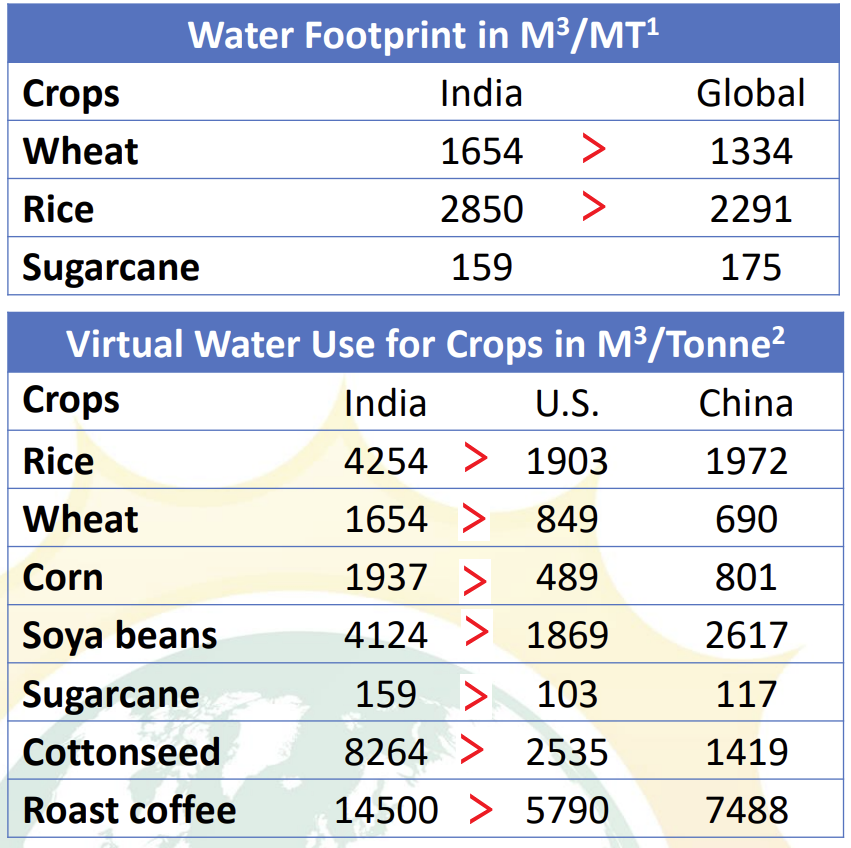 Water Footprint in M³/MT¹
Crops India Global
Wheat 1654 > 1334
Rice 2850 > 2291
Sugarcane 159 175
Virtual Water Use for Crops in M³/Tonne²
Crops India U.S. China
Rice 4254 > 1903 1972
Wheat 1654 > 849 690
Corn 1937 > 489 801
Soya beans 4124 > 1869 2617
Sugarcane 159 > 103 117
Cottonseed 8264 > 2535 1419
Roast coffee 14500 > 5790 7488